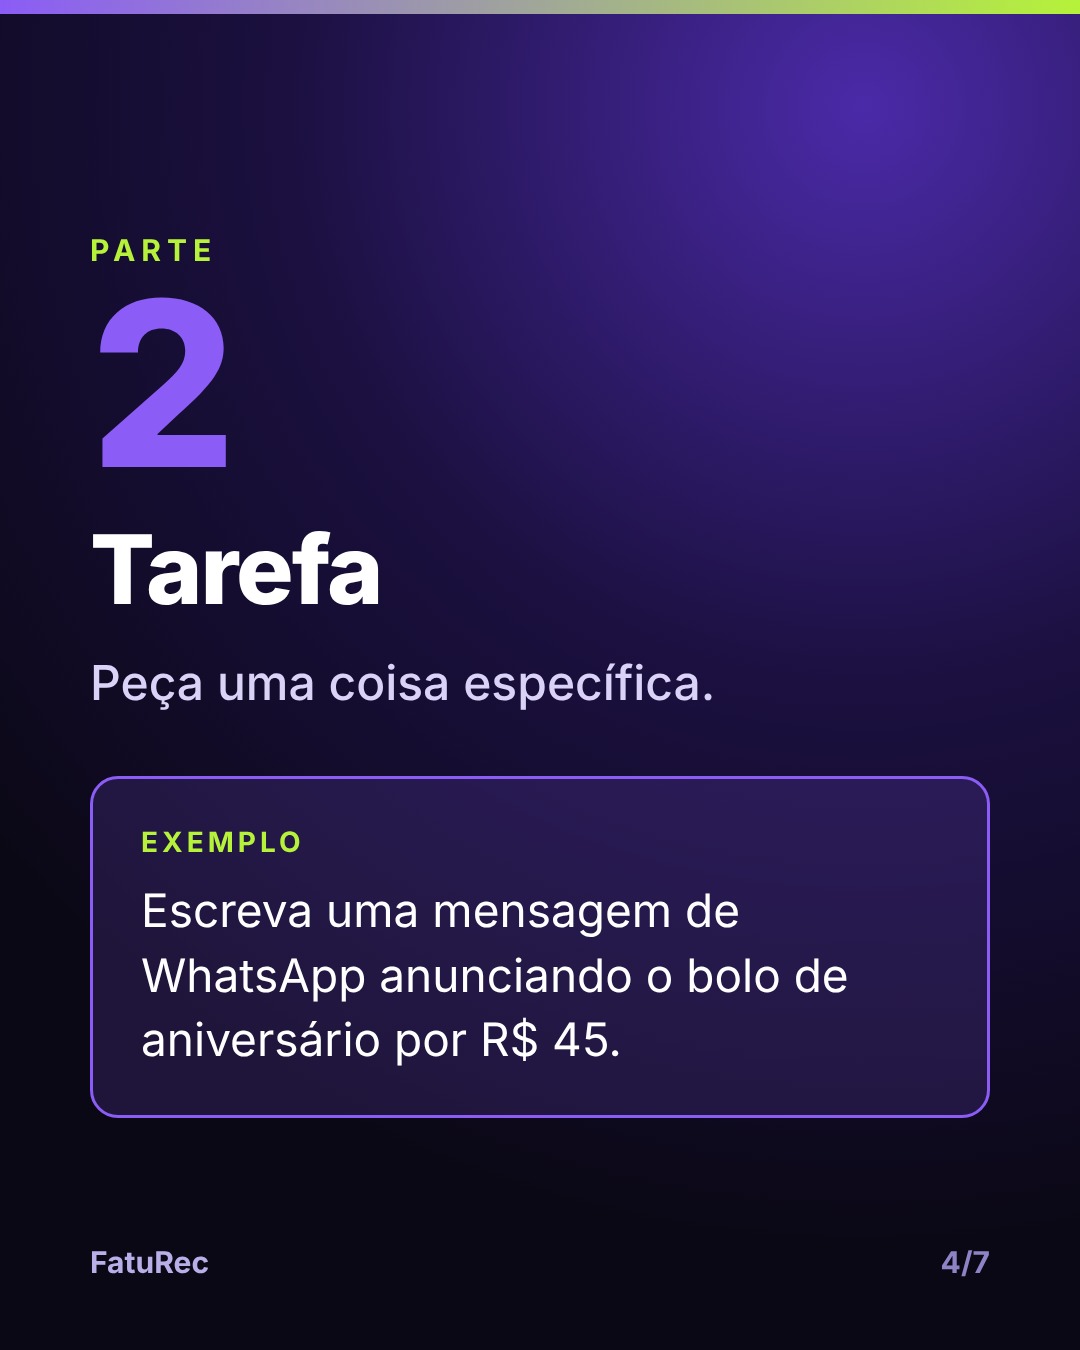 PARTE
2
Tarefa
Peça uma coisa específica.
EXEMPLO
Escreva uma mensagem de
WhatsApp anunciando o bolo de
aniversário por R$ 45.
FatuRec
4/7